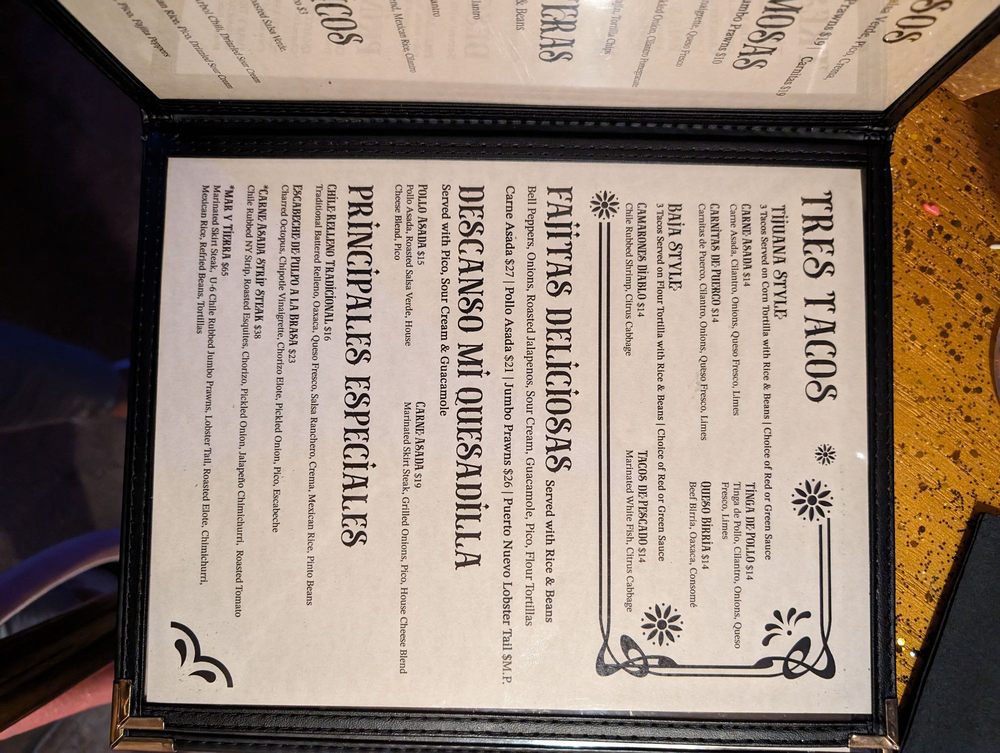 TRES TACOS
TIJUANA STYLE:
3 Tacos Served on Corn Tortilla with Rice & Beans | Choice of Red or Green Sauce
CARNE ASADA $14
Carne Asada, Cilantro, Onions, Queso Fresco, Limes
CARNITAS DE PUERCO $14
Carnitas de Puerco, Cilantro, Onions, Queso Fresco, Limes
TINGA DE POLLO $14
Tinga de Pollo, Cilantro, Onions, Queso
Fresco, Limes
QUESO BIRRIA $14
Beef Birria, Oaxaca, Consomé
BAJA STYLE:
3 Tacos Served on Flour Tortilla with Rice & Beans | Choice of Red or Green Sauce
CAMARONES DIABLO $14
Chile Rubbed Shrimp, Citrus Cabbage
TACOS DE PESCADO $14
Marinated White Fish, Citrus Cabbage
FAJITAS DELICIOSAS Served with Rice & Beans
Bell Peppers, Onions, Roasted Jalapenos, Sour Cream, Guacamole, Pico, Flour Tortillas
Carne Asada $27 | Pollo Asada $21 | Jumbo Prawns $26 | Puerto Nuevo Lobster Tail $M.P.
DESCANSO MI QUESADILLA
Served with Pico, Sour Cream & Guacamole
POLLO ASADA $15
Pollo Asada, Roasted Salsa Verde, House
Cheese Blend, Pico
CARNE ASADA $19
Marinated Skirt Steak, Grilled Onions, Pico, House Cheese Blend
PRINCIPALES ESPECIALES
CHILE RELLENO TRADICIONAL $16
Traditional Battered Releno, Oaxaca, Queso Fresco, Salsa Ranchero, Crema, Mexican Rice, Pinto Beans
ESCABECHE DE PULPO A LA BRASA $23
Charred Octopus, Chipotle Vinaigrette, Chorizo Elote, Pickled Onion, Pico, Escabeche
*CARNE ASADA STRIP STEAK $38
Chile Rubbed NY Strip, Roasted Esquites, Chorizo, Pickled Onion, Jalapeño Chimichurri, Roasted Tomato
*MAR Y TIERRA $65
Marinated Skirt Steak, U-6 Chile Rubbed Jumbo Prawns, Lobster Tail, Roasted Elote, Chimichurri,
Mexican Rice, Refried Beans, Tortillas